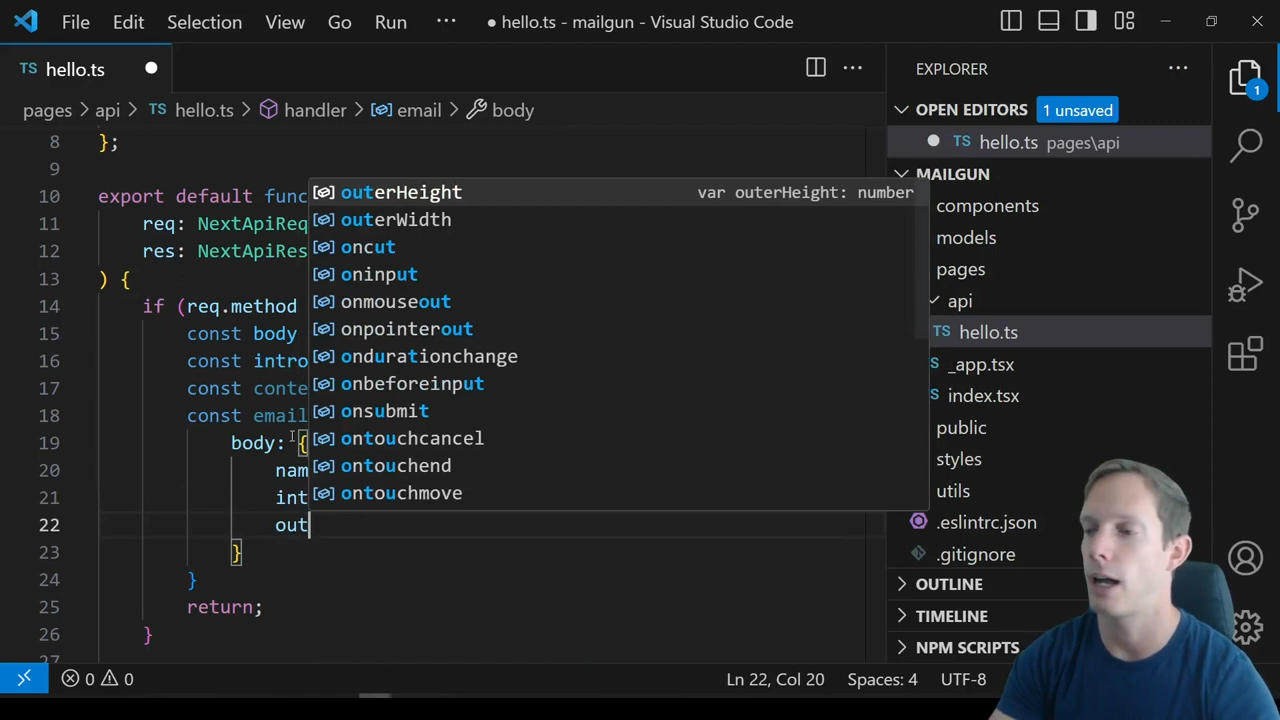 File Edit Selection View Go Run ··· ● hello.ts - mailgun - Visual Studio Code
TS hello.ts
EXPLORER
pages > api > TS hello.ts > handler > email > body
OPEN EDITORS 1 unsaved
TS hello.ts pages\api
MAILGUN
components
models
pages
api
TS hello.ts
_app.tsx
index.tsx
public
styles
utils
.eslintrc.json
.gitignore
OUTLINE
TIMELINE
NPM SCRIPTS
1
8 };
9
10 export default func
11 req: NextApiReq
12 res: NextApiRes
13 ) {
14 if (req.method
15 const body
16 const intro
17 const conte
18 const email
19 body: {
20 nam
21 int
22 out
23 }
24 }
25 return;
26 }
27
outerHeight var outerHeight: number
outerWidth
oncut
oninput
onmouseout
onpointerout
ondurationchange
onbeforeinput
onsubmit
ontouchcancel
ontouchend
ontouchmove
0 0 Ln 22, Col 20 Spaces: 4 UTF-8